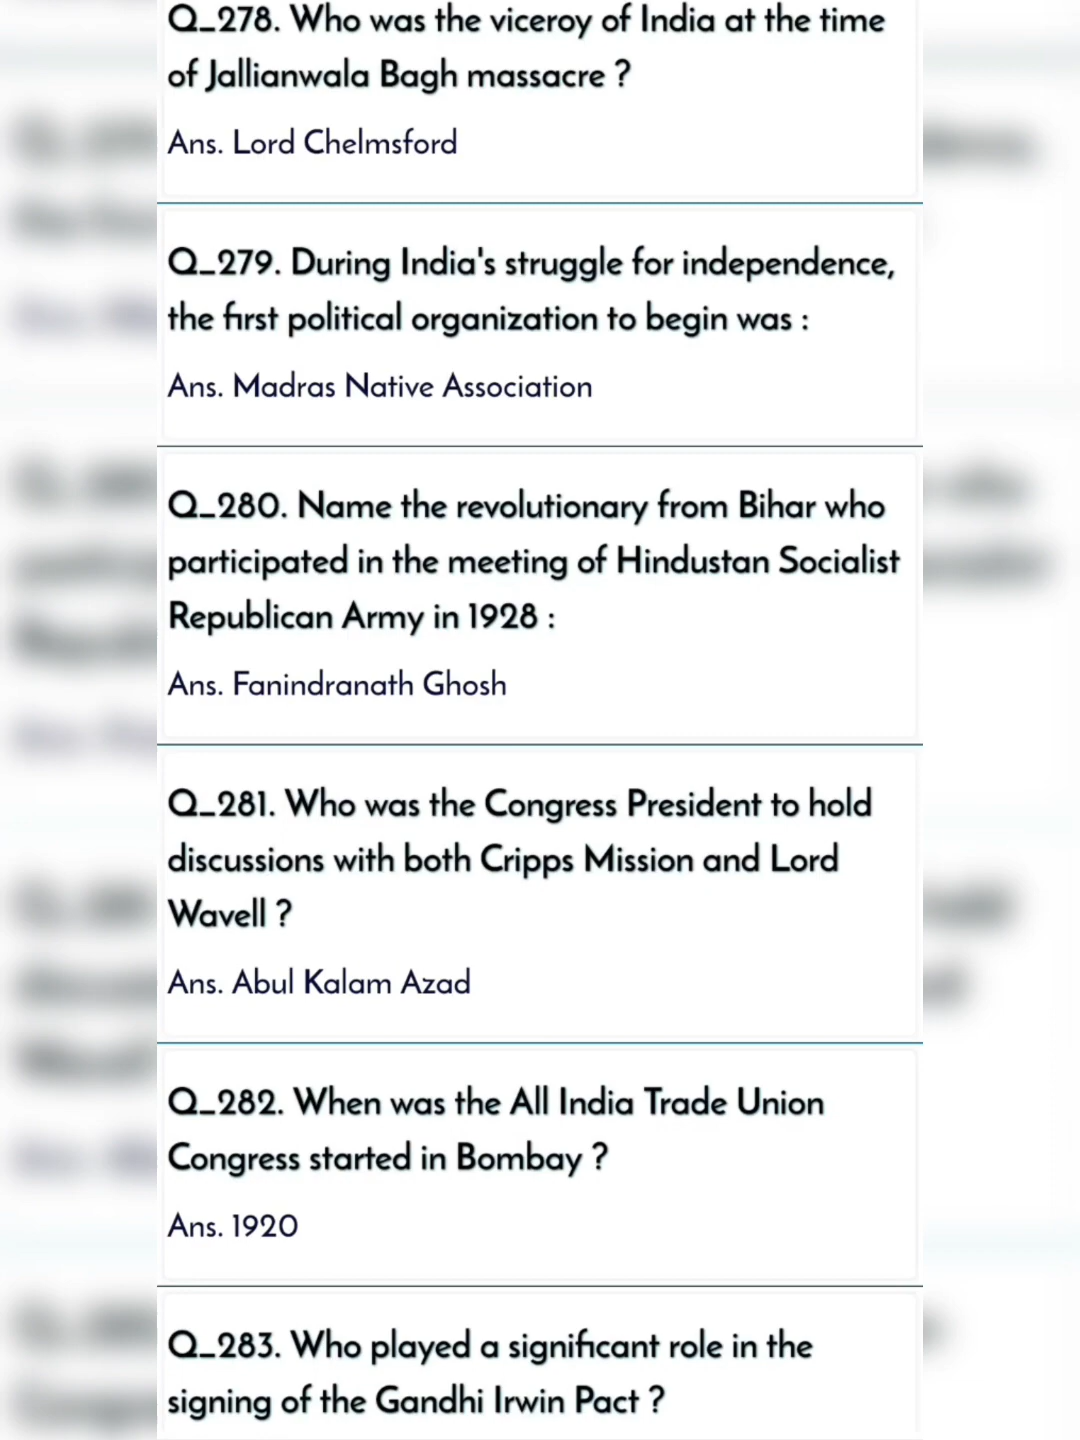 Q_278. Who was the viceroy of India at the time
of Jallianwala Bagh massacre ?
Ans. Lord Chelmsford
Q_279. During India's struggle for independence,
the first political organization to begin was :
Ans. Madras Native Association
Q_280. Name the revolutionary from Bihar who
participated in the meeting of Hindustan Socialist
Republican Army in 1928 :
Ans. Fanindranath Ghosh
Q_281. Who was the Congress President to hold
discussions with both Cripps Mission and Lord
Wavell ?
Ans. Abul Kalam Azad
Q_282. When was the All India Trade Union
Congress started in Bombay ?
Ans. 1920
Q_283. Who played a significant role in the
signing of the Gandhi Irwin Pact ?